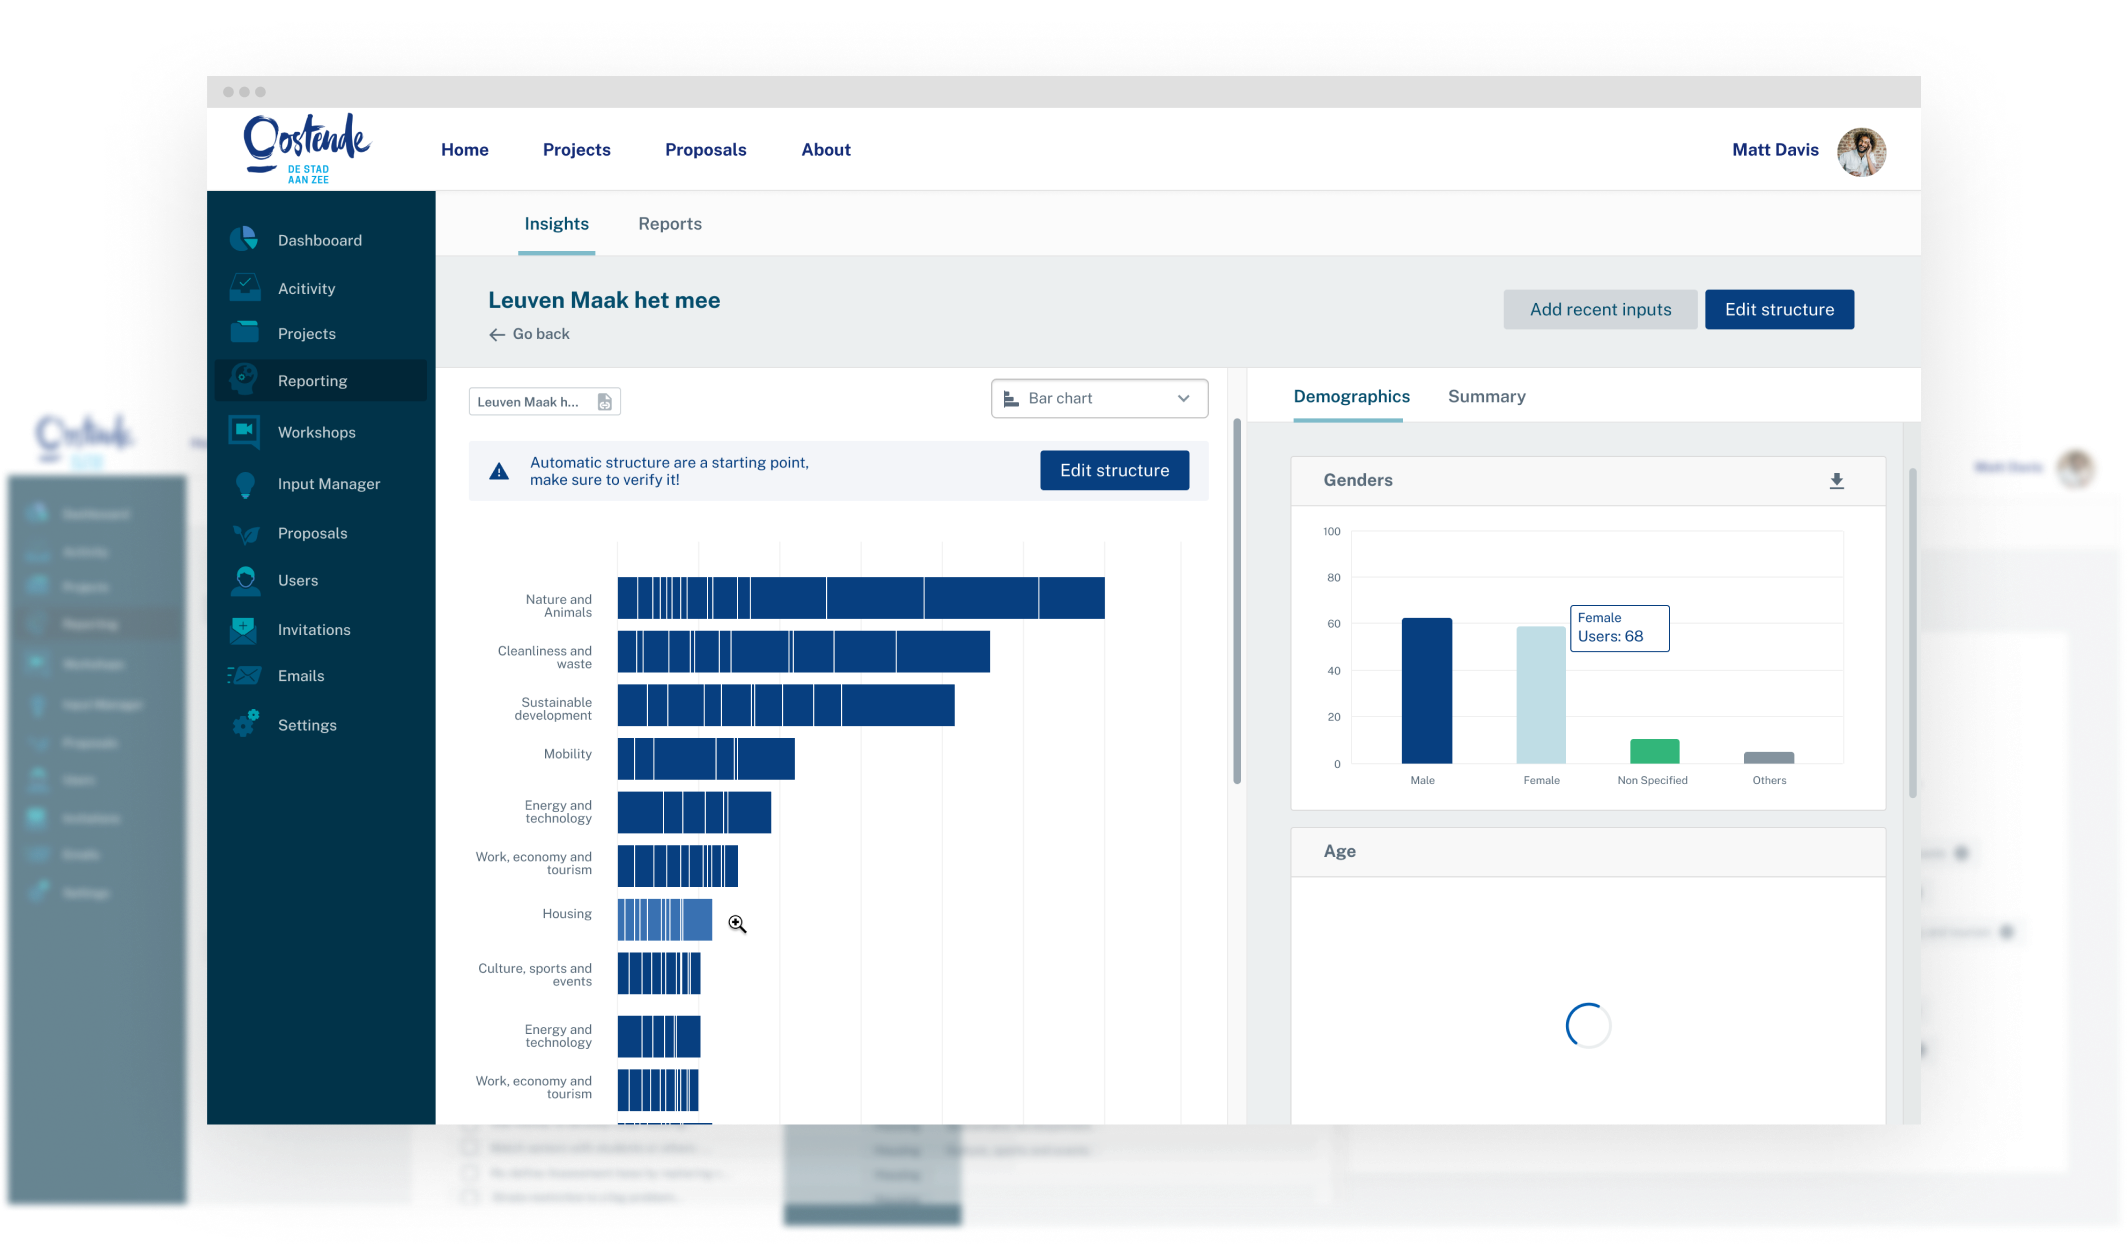 Oostende
DE STAD
AAN ZEE
Home
Projects
Proposals
About
Matt Davis
Dashbooard
Acitivity
Projects
Reporting
Workshops
Input Manager
Proposals
Users
Invitations
Emails
Settings
Insights
Reports
Leuven Maak het mee
Go back
Add recent inputs
Edit structure
Leuven Maak h...
Bar chart
Automatic structure are a starting point,
make sure to verify it!
Edit structure
Nature and
Animals
Cleanliness and
waste
Sustainable
development
Mobility
Energy and
technology
Work, economy and
tourism
Housing
Culture, sports and
events
Energy and
technology
Work, economy and
tourism
Demographics
Summary
Genders
100
80
60
40
20
0
Female
Users: 68
Male
Female
Non Specified
Others
Age